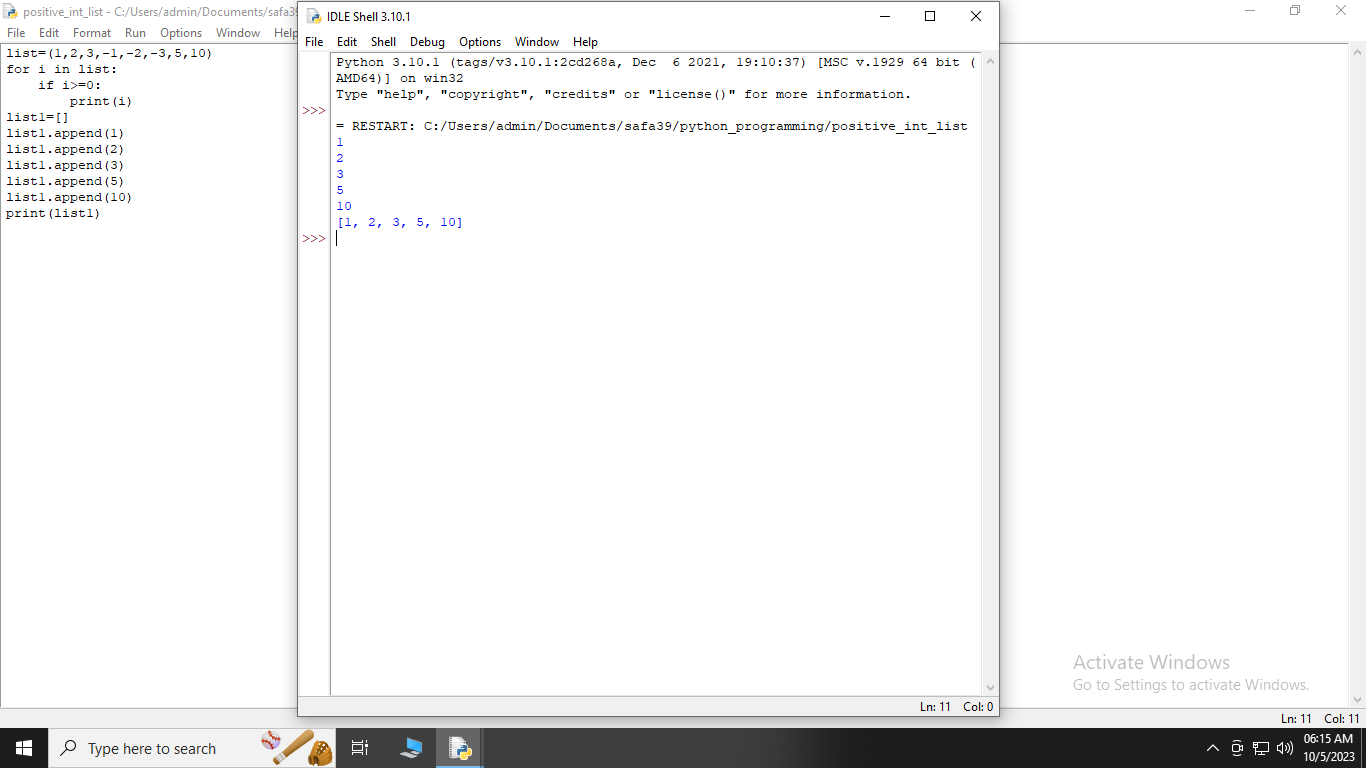 positive_int_list - C:/Users/admin/Documents/safa39
File Edit Format Run Options Window Help
list=(1,2,3,-1,-2,-3,5,10)
for i in list:
    if i>=0:
        print(i)
list1=[]
list1.append(1)
list1.append(2)
list1.append(3)
list1.append(5)
list1.append(10)
print(list1)
IDLE Shell 3.10.1
File Edit Shell Debug Options Window Help
Python 3.10.1 (tags/v3.10.1:2cd268a, Dec  6 2021, 19:10:37) [MSC v.1929 64 bit (
AMD64)] on win32
Type "help", "copyright", "credits" or "license()" for more information.
>>>
= RESTART: C:/Users/admin/Documents/safa39/python_programming/positive_int_list
1
2
3
5
10
[1, 2, 3, 5, 10]
>>>
Ln: 11 Col: 0
Activate Windows
Go to Settings to activate Windows.
Ln: 11 Col: 11
Type here to search
06:15 AM
10/5/2023